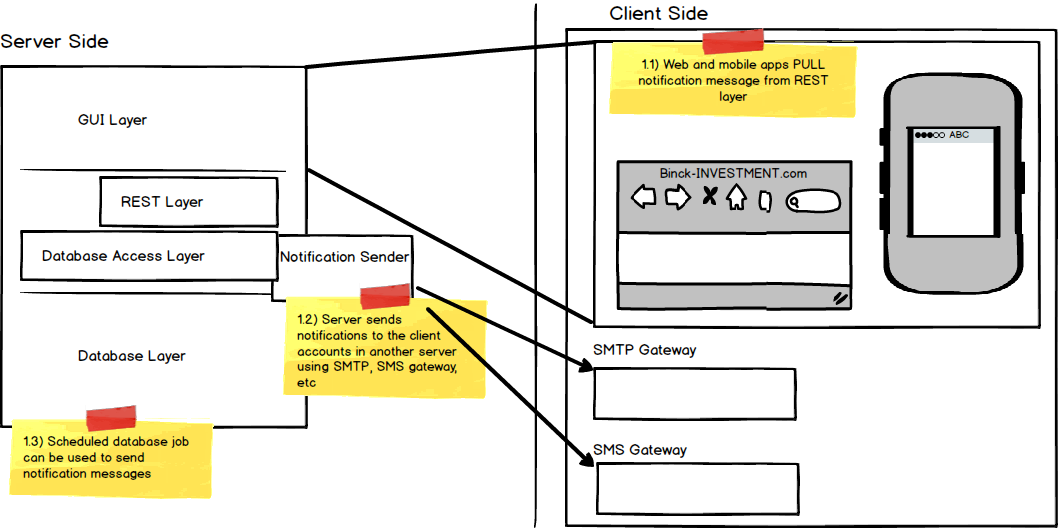 Client Side
Server Side
1.1) Web and mobile apps PULL
notification message from REST
layer
GUI Layer
ABC
Binck-INVESTMENT.com
REST Layer
Database Access Layer
Notification Sender
1.2) Server sends
notifications to the client
accounts in another server
using SMTP, SMS gateway,
etc
Database Layer
SMTP Gateway
1.3) Scheduled database job
can be used to send
notification messages
SMS Gateway